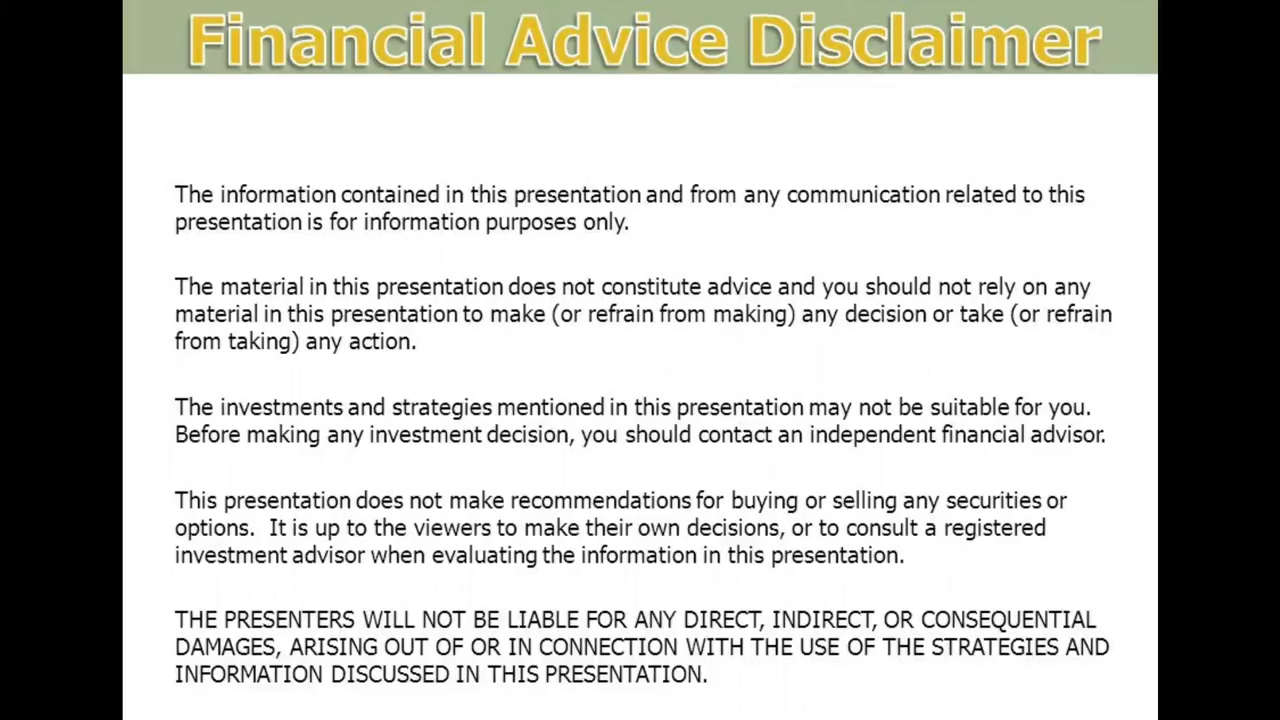 Financial Advice Disclaimer
The information contained in this presentation and from any communication related to this
presentation is for information purposes only.
The material in this presentation does not constitute advice and you should not rely on any
material in this presentation to make (or refrain from making) any decision or take (or refrain
from taking) any action.
The investments and strategies mentioned in this presentation may not be suitable for you.
Before making any investment decision, you should contact an independent financial advisor.
This presentation does not make recommendations for buying or selling any securities or
options.  It is up to the viewers to make their own decisions, or to consult a registered
investment advisor when evaluating the information in this presentation.
THE PRESENTERS WILL NOT BE LIABLE FOR ANY DIRECT, INDIRECT, OR CONSEQUENTIAL
DAMAGES, ARISING OUT OF OR IN CONNECTION WITH THE USE OF THE STRATEGIES AND
INFORMATION DISCUSSED IN THIS PRESENTATION.